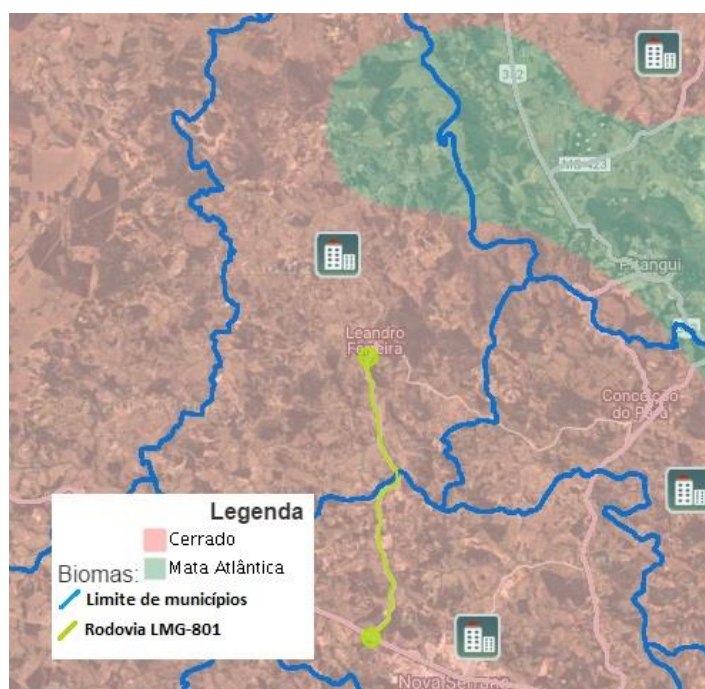 352
MG-423
Pitangui
Leandro
Ferreira
Conceição
do Pará
Legenda
Cerrado
Biomas:
Mata Atlântica
Limite de municípios
Rodovia LMG-801
Nova Serrana